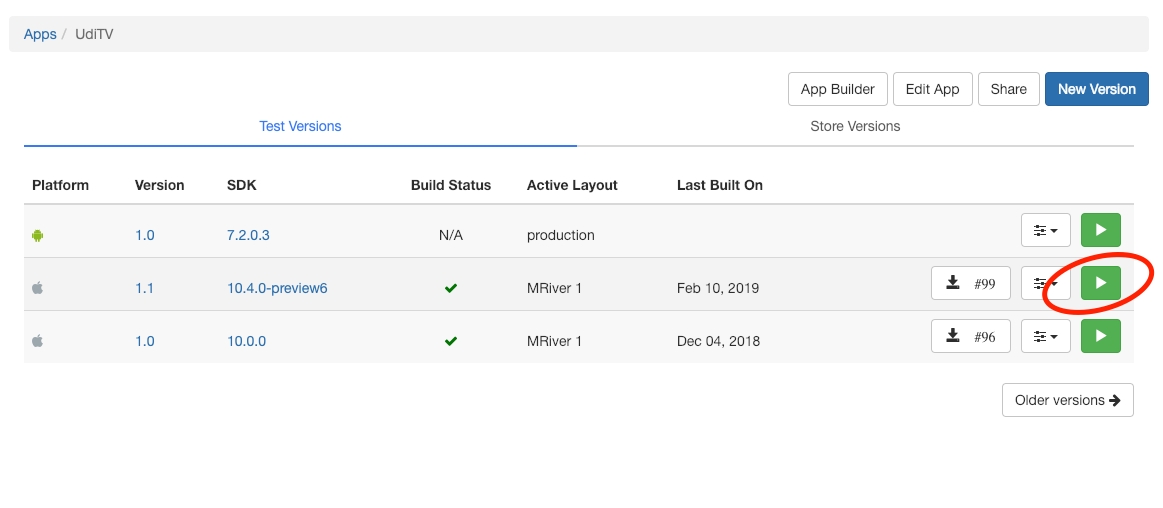 Apps / UdiTV
App Builder Edit App Share New Version
Test Versions Store Versions
Platform Version SDK Build Status Active Layout Last Built On
1.0 7.2.0.3 N/A production
1.1 10.4.0-preview6 MRiver 1 Feb 10, 2019 #99
1.0 10.0.0 MRiver 1 Dec 04, 2018 #96
Older versions